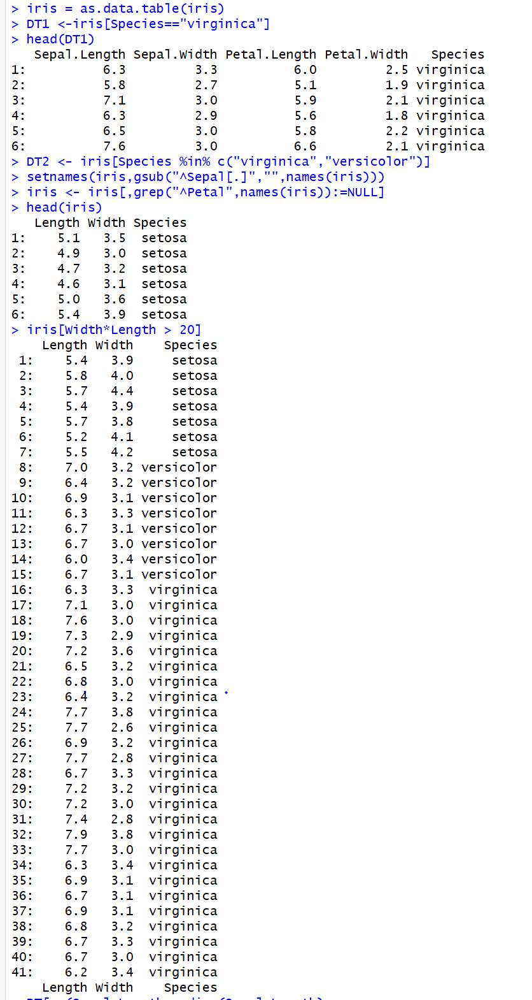 > iris = as.data.table(iris)
> DT1 <-iris[Species=="virginica"]
> head(DT1)
   Sepal.Length Sepal.Width Petal.Length Petal.Width   Species
1:          6.3         3.3          6.0         2.5 virginica
2:          5.8         2.7          5.1         1.9 virginica
3:          7.1         3.0          5.9         2.1 virginica
4:          6.3         2.9          5.6         1.8 virginica
5:          6.5         3.0          5.8         2.2 virginica
6:          7.6         3.0          6.6         2.1 virginica
> DT2 <- iris[Species %in% c("virginica","versicolor")]
> setnames(iris,gsub("^Sepal[.]","",names(iris)))
> iris <- iris[,grep("^Petal",names(iris)):=NULL]
> head(iris)
   Length Width Species
1:    5.1   3.5  setosa
2:    4.9   3.0  setosa
3:    4.7   3.2  setosa
4:    4.6   3.1  setosa
5:    5.0   3.6  setosa
6:    5.4   3.9  setosa
> iris[Width*Length > 20]
    Length Width    Species
 1:    5.4   3.9     setosa
 2:    5.8   4.0     setosa
 3:    5.7   4.4     setosa
 4:    5.4   3.9     setosa
 5:    5.7   3.8     setosa
 6:    5.2   4.1     setosa
 7:    5.5   4.2     setosa
 8:    7.0   3.2 versicolor
 9:    6.4   3.2 versicolor
10:    6.9   3.1 versicolor
11:    6.3   3.3 versicolor
12:    6.7   3.1 versicolor
13:    6.7   3.0 versicolor
14:    6.0   3.4 versicolor
15:    6.7   3.1 versicolor
16:    6.3   3.3  virginica
17:    7.1   3.0  virginica
18:    7.6   3.0  virginica
19:    7.3   2.9  virginica
20:    7.2   3.6  virginica
21:    6.5   3.2  virginica
22:    6.8   3.0  virginica
23:    6.4   3.2  virginica
24:    7.7   3.8  virginica
25:    7.7   2.6  virginica
26:    6.9   3.2  virginica
27:    7.7   2.8  virginica
28:    6.7   3.3  virginica
29:    7.2   3.2  virginica
30:    7.2   3.0  virginica
31:    7.4   2.8  virginica
32:    7.9   3.8  virginica
33:    7.7   3.0  virginica
34:    6.3   3.4  virginica
35:    6.9   3.1  virginica
36:    6.7   3.1  virginica
37:    6.9   3.1  virginica
38:    6.8   3.2  virginica
39:    6.7   3.3  virginica
40:    6.7   3.0  virginica
41:    6.2   3.4  virginica
    Length Width    Species